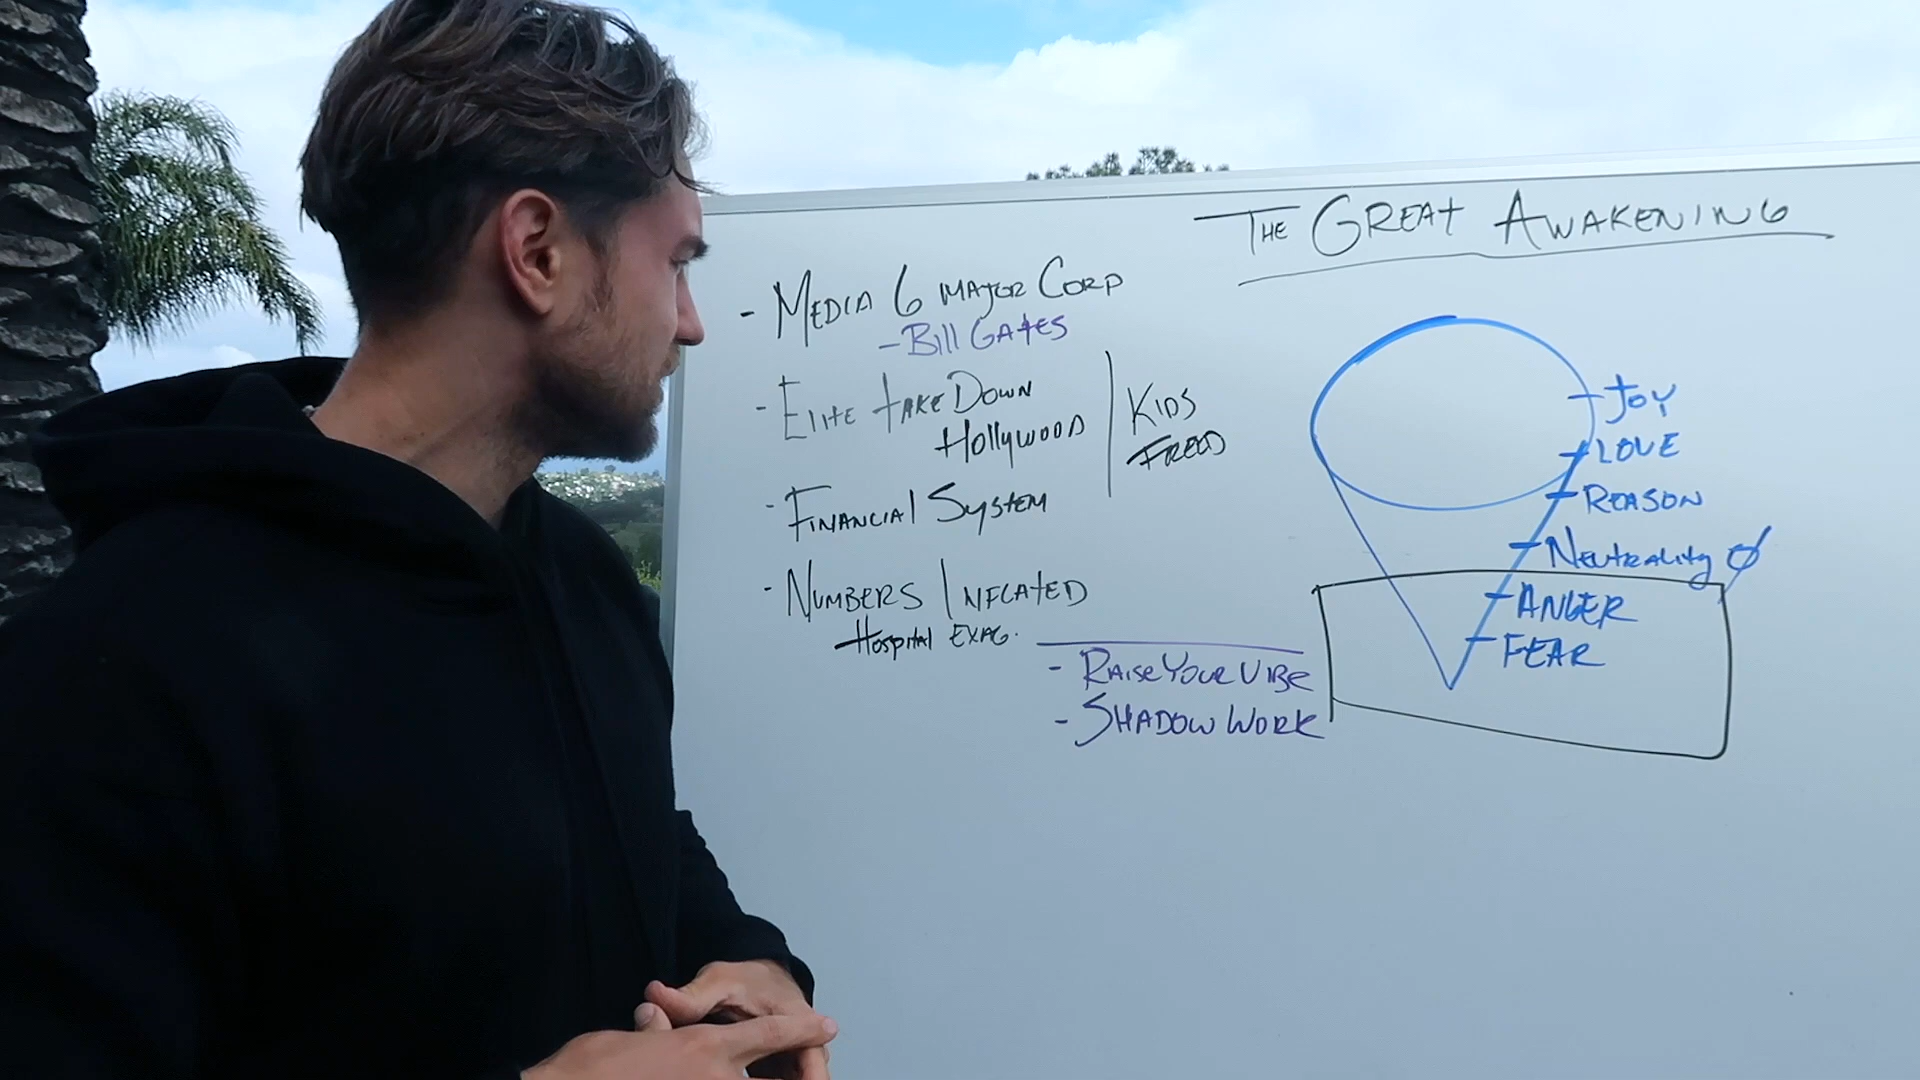 THE GREAT AWAKENING
- MEDIA 6 MAJOR CORP
- Bill GATES
- ELITE TAKE DOWN
HOllywood
KIDS
FREED
- FINANCIAl SYSTEM
- NUMBERS INFLATED
HOSPITAl EXAG.
- RAISE YOUR VIBE
- SHADOW WORK
JOY
LOVE
REASON
NEUTRALITY Ø
ANGER
FEAR